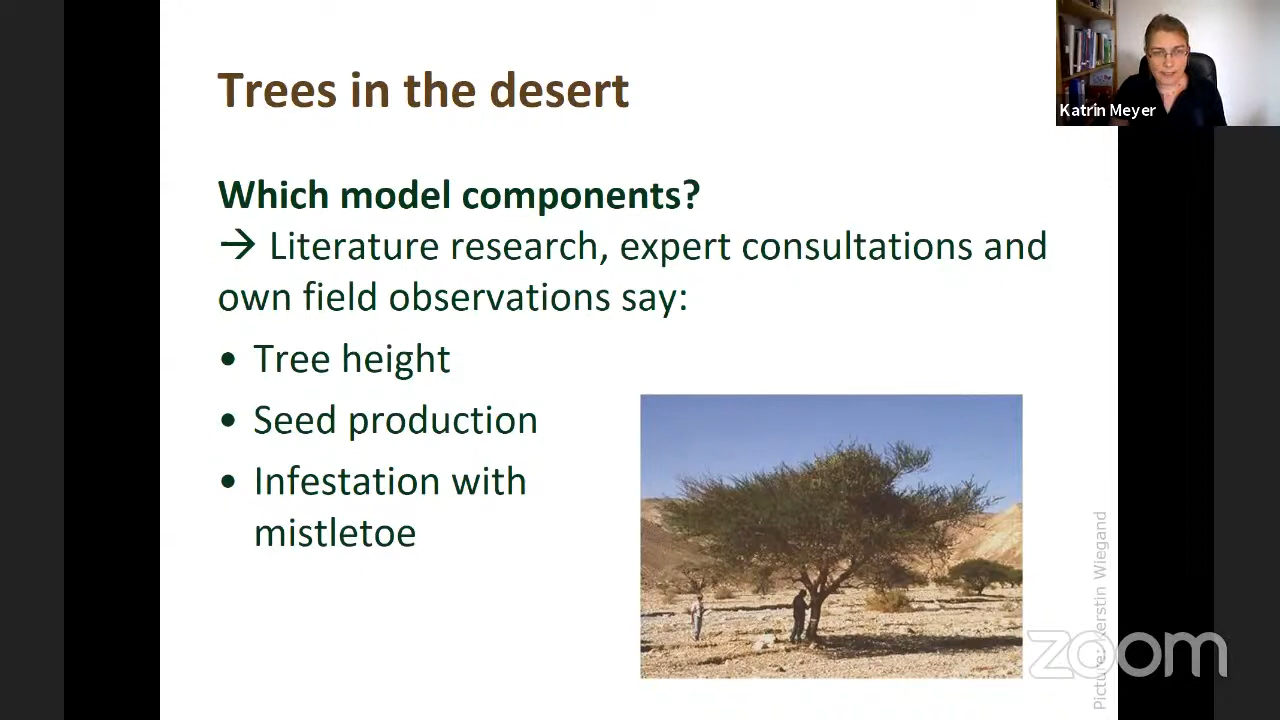 Trees in the desert
Katrin Meyer
Which model components?
→ Literature research, expert consultations and
own field observations say:
• Tree height
• Seed production
• Infestation with
mistletoe
Picture: Kerstin Wiegand
zoom